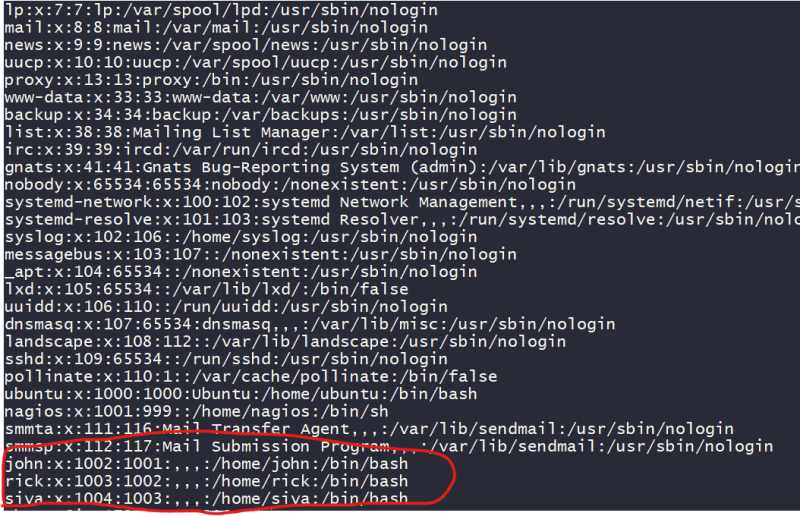 lp:x:7:7:lp:/var/spool/lpd:/usr/sbin/nologin
mail:x:8:8:mail:/var/mail:/usr/sbin/nologin
news:x:9:9:news:/var/spool/news:/usr/sbin/nologin
uucp:x:10:10:uucp:/var/spool/uucp:/usr/sbin/nologin
proxy:x:13:13:proxy:/bin:/usr/sbin/nologin
www-data:x:33:33:www-data:/var/www:/usr/sbin/nologin
backup:x:34:34:backup:/var/backups:/usr/sbin/nologin
list:x:38:38:Mailing List Manager:/var/list:/usr/sbin/nologin
irc:x:39:39:ircd:/var/run/ircd:/usr/sbin/nologin
gnats:x:41:41:Gnats Bug-Reporting System (admin):/var/lib/gnats:/usr/sbin/nologin
nobody:x:65534:65534:nobody:/nonexistent:/usr/sbin/nologin
systemd-network:x:100:102:systemd Network Management,,,:/run/systemd/netif:/usr/s
systemd-resolve:x:101:103:systemd Resolver,,,:/run/systemd/resolve:/usr/sbin/nolo
syslog:x:102:106::/home/syslog:/usr/sbin/nologin
messagebus:x:103:107::/nonexistent:/usr/sbin/nologin
_apt:x:104:65534::/nonexistent:/usr/sbin/nologin
lxd:x:105:65534::/var/lib/lxd/:/bin/false
uuidd:x:106:110::/run/uuidd:/usr/sbin/nologin
dnsmasq:x:107:65534:dnsmasq,,,:/var/lib/misc:/usr/sbin/nologin
landscape:x:108:112::/var/lib/landscape:/usr/sbin/nologin
sshd:x:109:65534::/run/sshd:/usr/sbin/nologin
pollinate:x:110:1::/var/cache/pollinate:/bin/false
ubuntu:x:1000:1000:Ubuntu:/home/ubuntu:/bin/bash
nagios:x:1001:999::/home/nagios:/bin/sh
smmta:x:111:116:Mail Transfer Agent,,,:/var/lib/sendmail:/usr/sbin/nologin
smmsp:x:112:117:Mail Submission Program,,,:/var/lib/sendmail:/usr/sbin/nologin
john:x:1002:1001:,,,:/home/john:/bin/bash
rick:x:1003:1002:,,,:/home/rick:/bin/bash
siva:x:1004:1003:,,,:/home/siva:/bin/bash